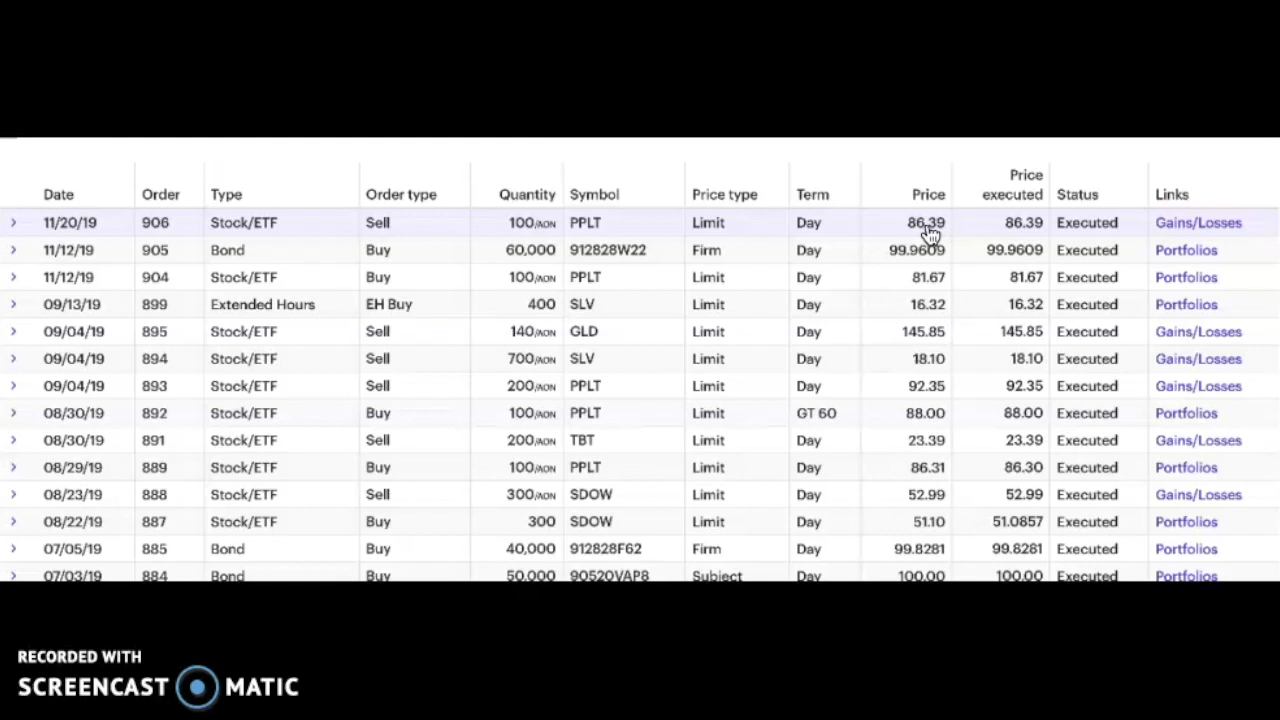 Date Order Type Order type Quantity Symbol Price type Term Price Price executed Status Links
11/20/19 906 Stock/ETF Sell 100/AON PPLT Limit Day 86.39 86.39 Executed Gains/Losses
11/12/19 905 Bond Buy 60,000 912828W22 Firm Day 99.9609 99.9609 Executed Portfolios
11/12/19 904 Stock/ETF Buy 100/AON PPLT Limit Day 81.67 81.67 Executed Portfolios
09/13/19 899 Extended Hours EH Buy 400 SLV Limit Day 16.32 16.32 Executed Portfolios
09/04/19 895 Stock/ETF Sell 140/AON GLD Limit Day 145.85 145.85 Executed Gains/Losses
09/04/19 894 Stock/ETF Sell 700/AON SLV Limit Day 18.10 18.10 Executed Gains/Losses
09/04/19 893 Stock/ETF Sell 200/AON PPLT Limit Day 92.35 92.35 Executed Gains/Losses
08/30/19 892 Stock/ETF Buy 100/AON PPLT Limit GT 60 88.00 88.00 Executed Portfolios
08/30/19 891 Stock/ETF Sell 200/AON TBT Limit Day 23.39 23.39 Executed Gains/Losses
08/29/19 889 Stock/ETF Buy 100/AON PPLT Limit Day 86.31 86.30 Executed Portfolios
08/23/19 888 Stock/ETF Sell 300/AON SDOW Limit Day 52.99 52.99 Executed Gains/Losses
08/22/19 887 Stock/ETF Buy 300 SDOW Limit Day 51.10 51.0857 Executed Portfolios
07/05/19 885 Bond Buy 40,000 912828F62 Firm Day 99.8281 99.8281 Executed Portfolios
07/03/19 884 Bond Buy 50,000 90520VAP8 Subject Day 100.00 100.00 Executed Portfolios
RECORDED WITH
SCREENCAST MATIC